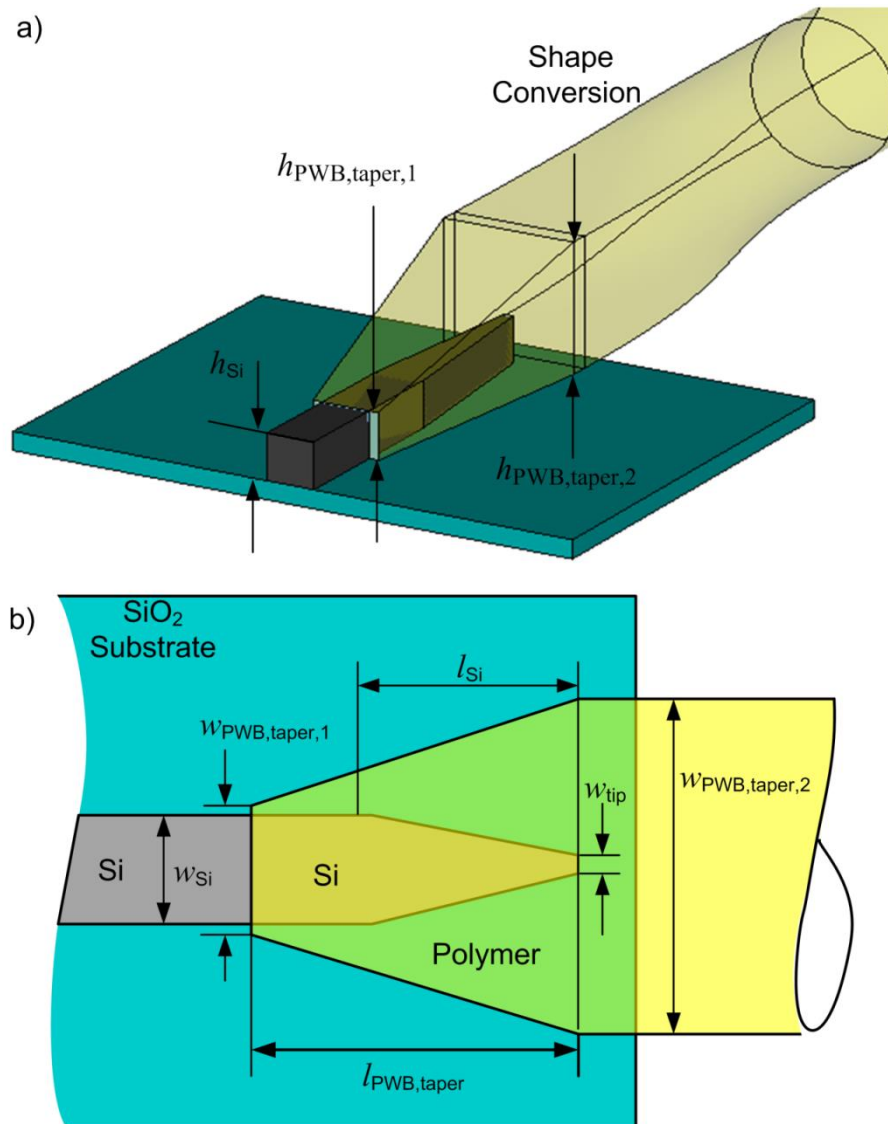 a)
Shape
Conversion
hPWB,taper,1
hSi
hPWB,taper,2
b)
SiO2
Substrate
lSi
wPWB,taper,1
wtip
wPWB,taper,2
Si
wSi
Si
Polymer
lPWB,taper